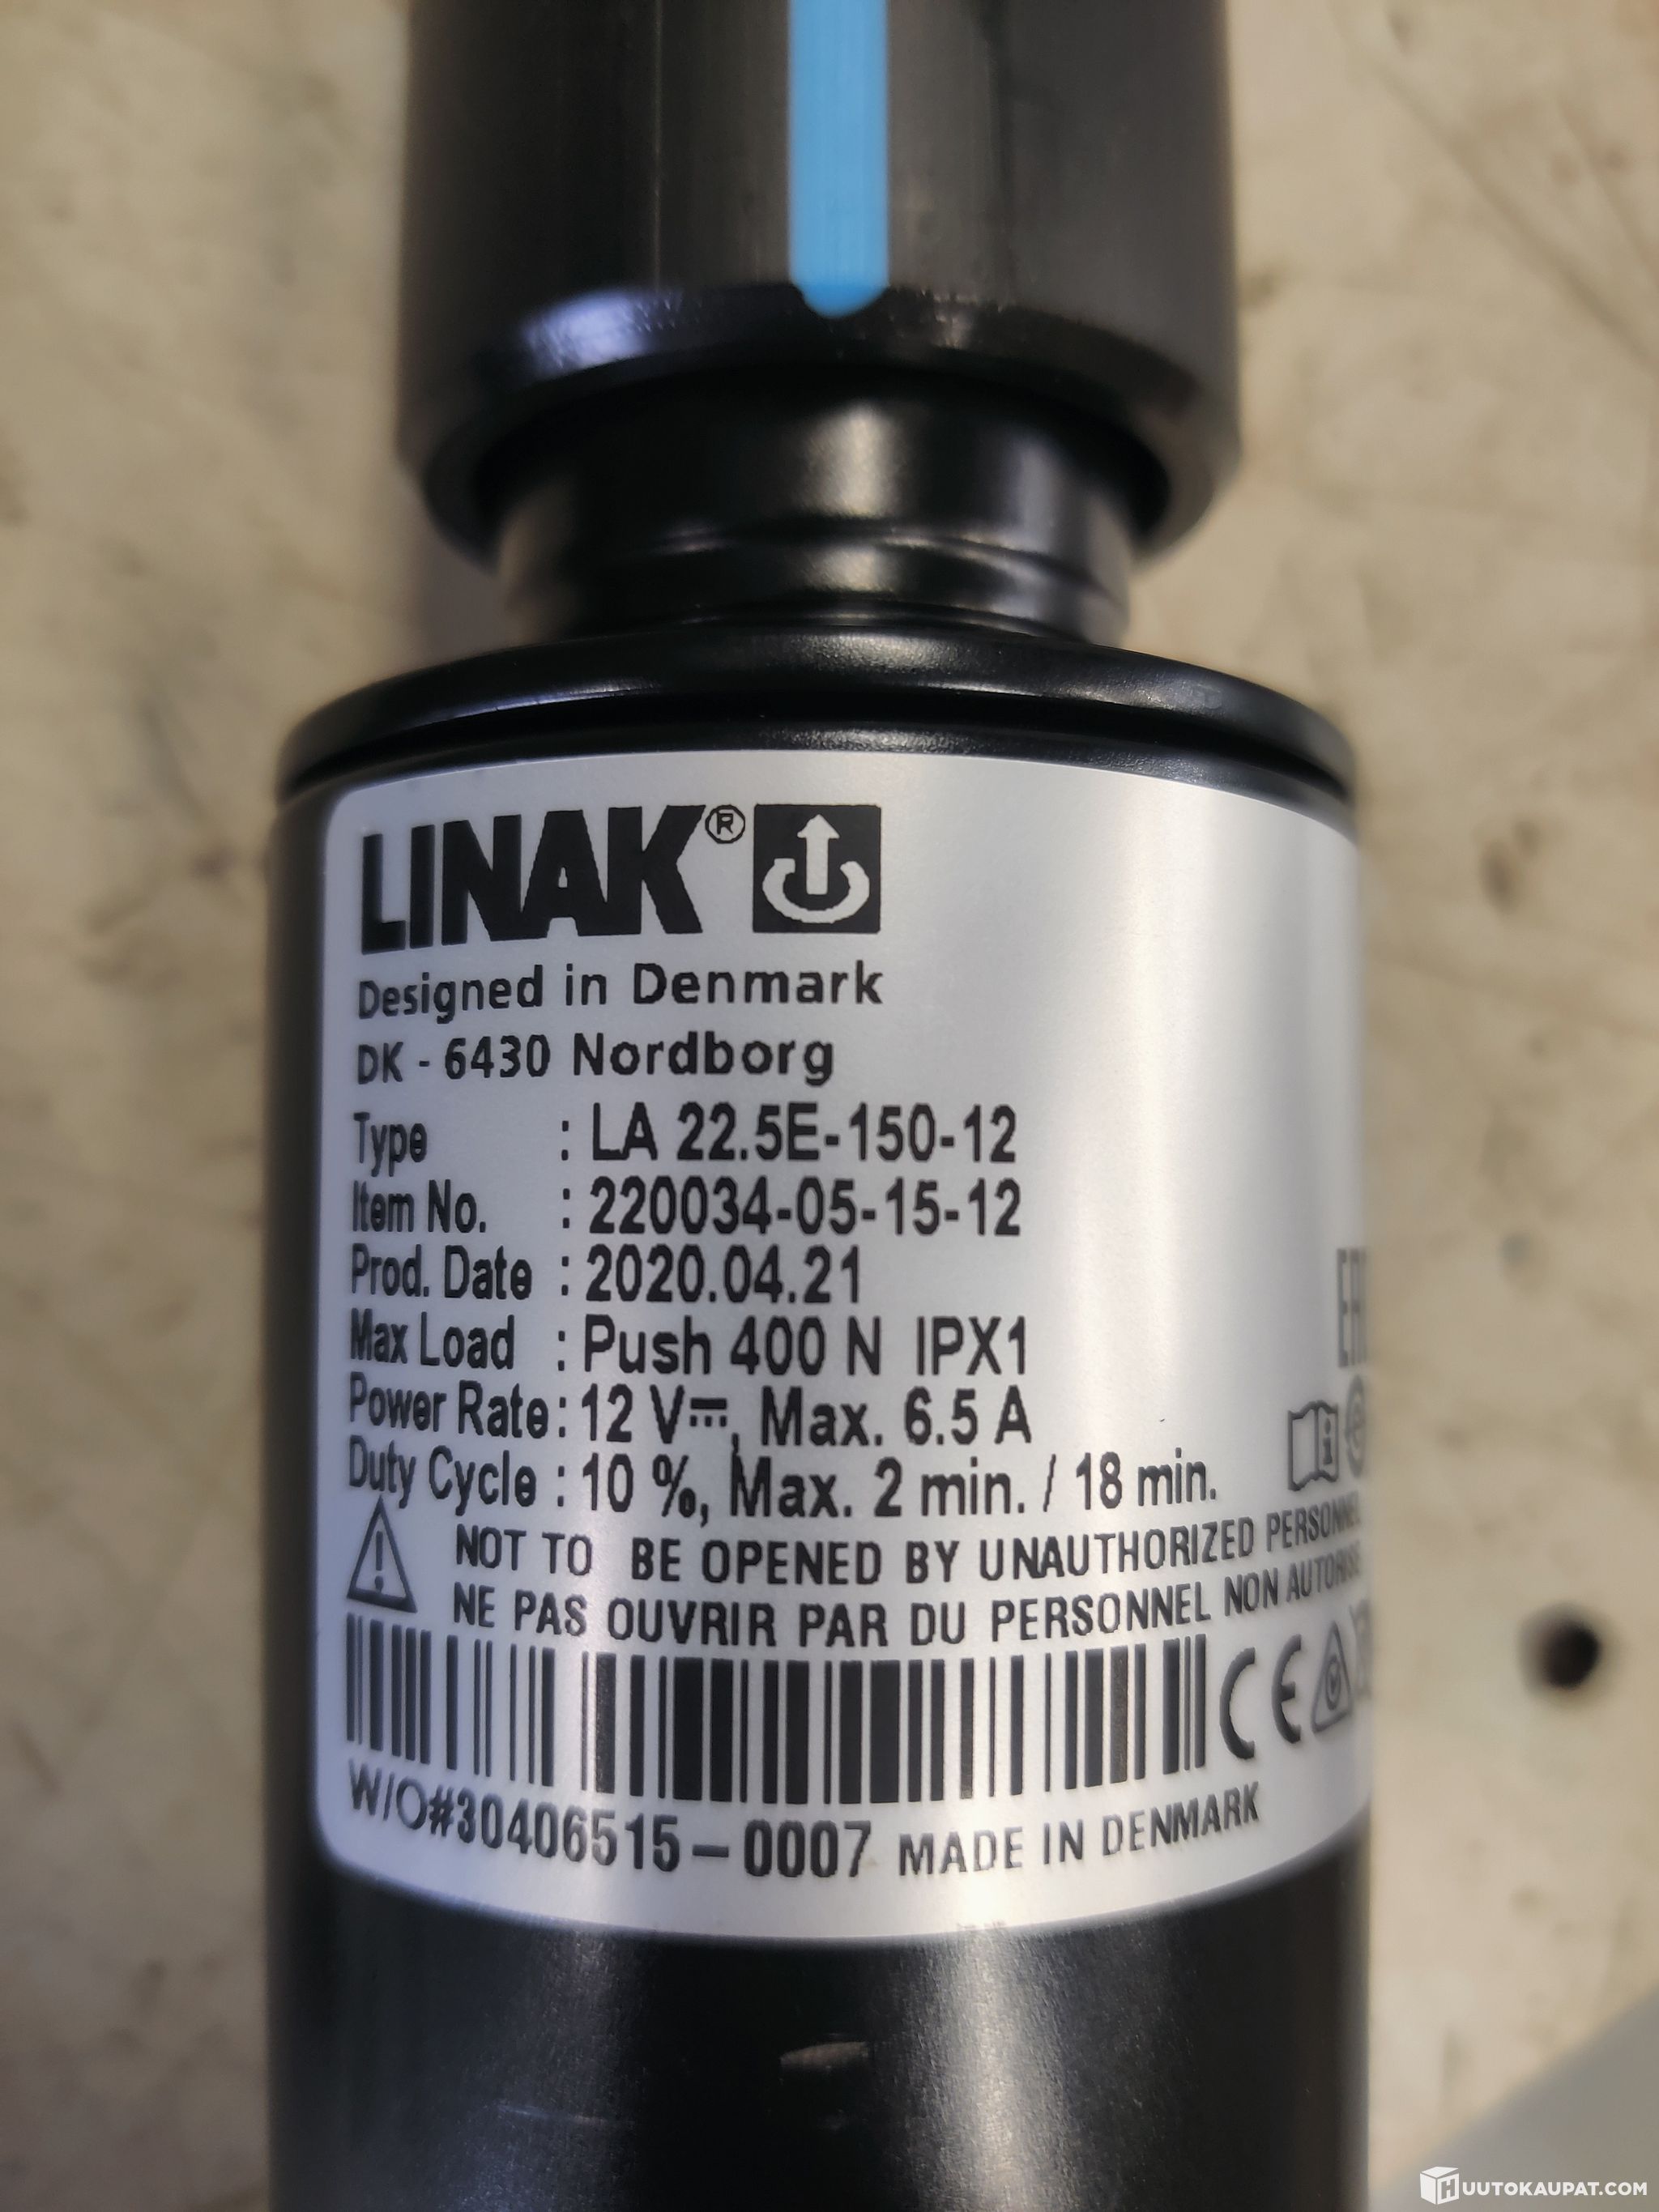 LINAK®
Designed in Denmark
DK - 6430 Nordborg
Type : LA 22.5E-150-12
Item No. : 220034-05-15-12
Prod. Date : 2020.04.21
Max Load : Push 400 N IPX1
Power Rate : 12 V⎓, Max. 6.5 A
Duty Cycle : 10 %, Max. 2 min. / 18 min.
NOT TO BE OPENED BY UNAUTHORIZED PERSONNEL
NE PAS OUVRIR PAR DU PERSONNEL NON AUTORISE
CE
W/O#30406515-0007 MADE IN DENMARK
HUUTOKAUPAT.COM